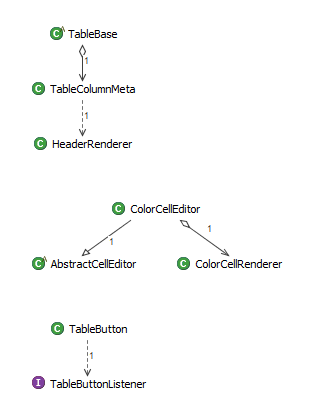 C A TableBase
1
C TableColumnMeta
1
C HeaderRenderer
C ColorCellEditor
1 1
C A AbstractCellEditor C ColorCellRenderer
C TableButton
1
I TableButtonListener